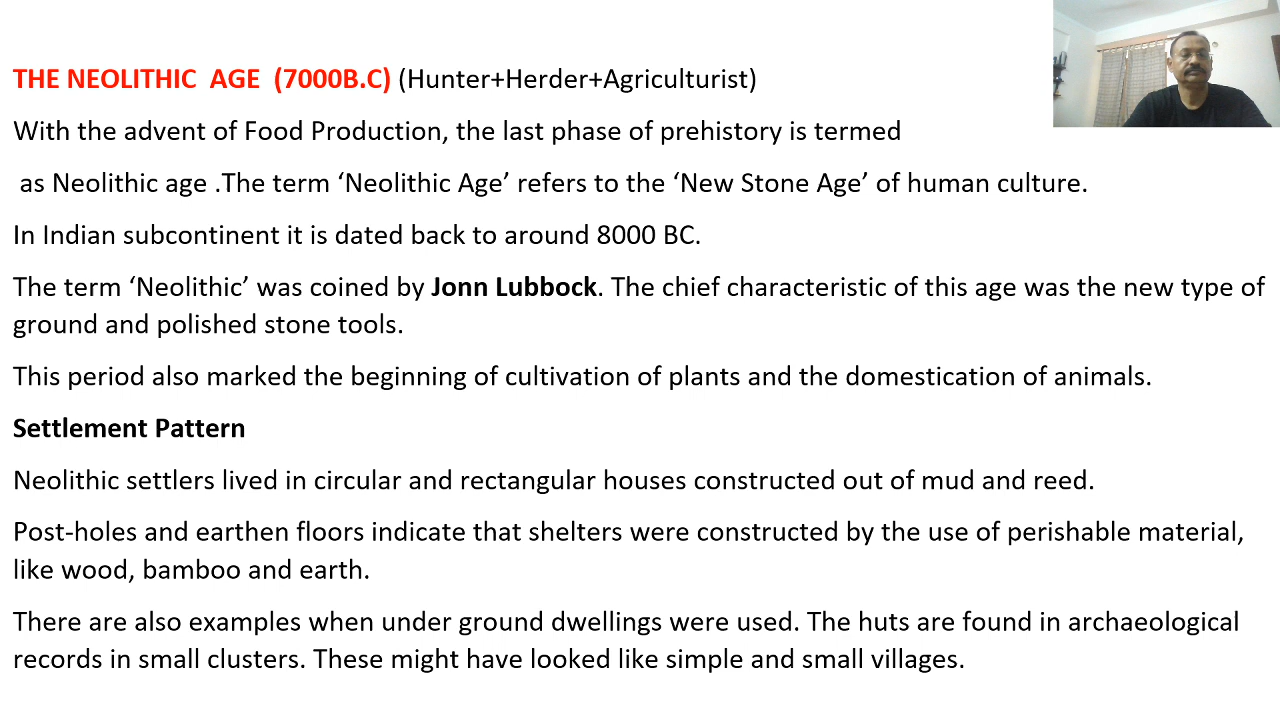 THE NEOLITHIC  AGE  (7000B.C) (Hunter+Herder+Agriculturist)
With the advent of Food Production, the last phase of prehistory is termed
as Neolithic age .The term ‘Neolithic Age’ refers to the ‘New Stone Age’ of human culture.
In Indian subcontinent it is dated back to around 8000 BC.
The term ‘Neolithic’ was coined by Jonn Lubbock. The chief characteristic of this age was the new type of
ground and polished stone tools.
This period also marked the beginning of cultivation of plants and the domestication of animals.
Settlement Pattern
Neolithic settlers lived in circular and rectangular houses constructed out of mud and reed.
Post-holes and earthen floors indicate that shelters were constructed by the use of perishable material,
like wood, bamboo and earth.
There are also examples when under ground dwellings were used. The huts are found in archaeological
records in small clusters. These might have looked like simple and small villages.